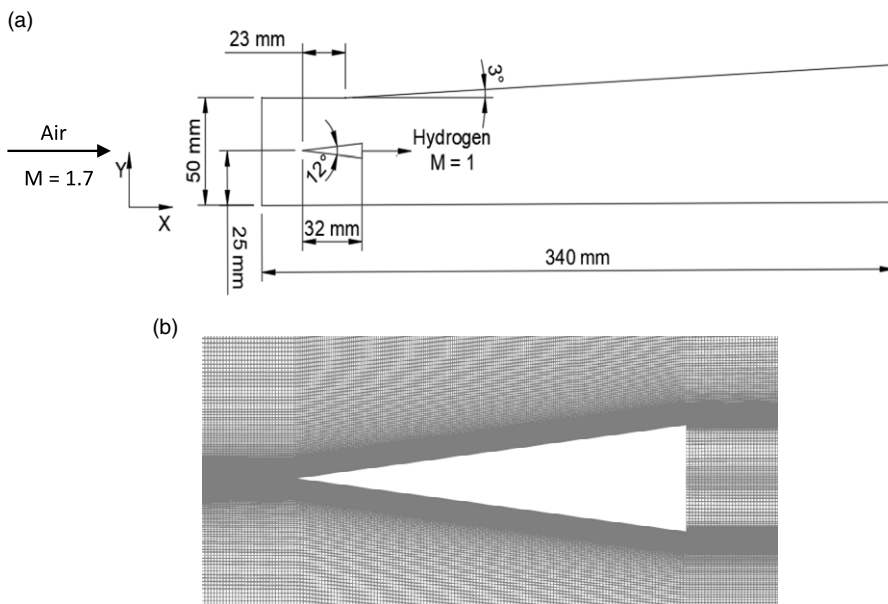 (a)
23 mm
3°
Air
M = 1.7
Y
X
50 mm
25 mm
12°
Hydrogen
M = 1
32 mm
340 mm
(b)